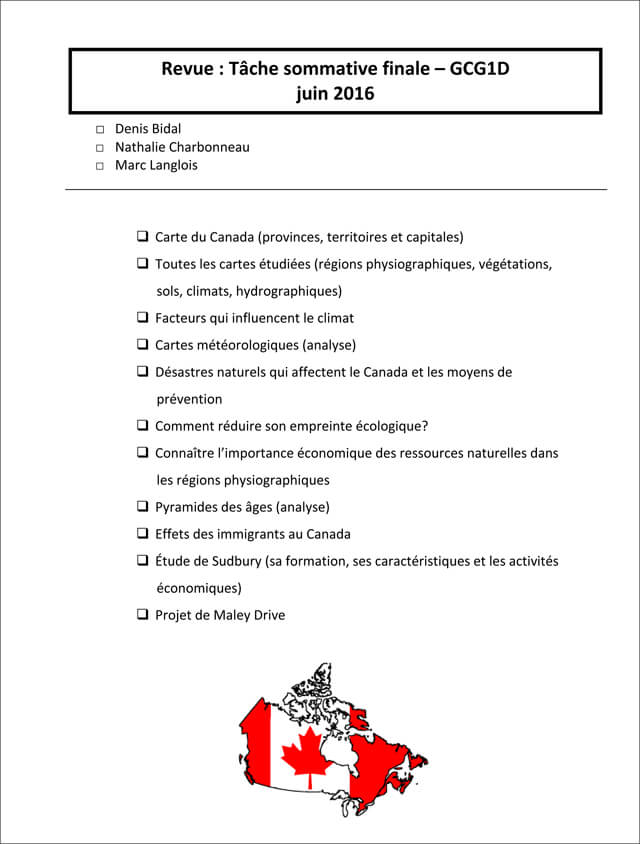 Revue : Tâche sommative finale – GCG1D
juin 2016
□ Denis Bidal
□ Nathalie Charbonneau
□ Marc Langlois
❑ Carte du Canada (provinces, territoires et capitales)
❑ Toutes les cartes étudiées (régions physiographiques, végétations,
sols, climats, hydrographiques)
❑ Facteurs qui influencent le climat
❑ Cartes météorologiques (analyse)
❑ Désastres naturels qui affectent le Canada et les moyens de
prévention
❑ Comment réduire son empreinte écologique?
❑ Connaître l’importance économique des ressources naturelles dans
les régions physiographiques
❑ Pyramides des âges (analyse)
❑ Effets des immigrants au Canada
❑ Étude de Sudbury (sa formation, ses caractéristiques et les activités
économiques)
❑ Projet de Maley Drive